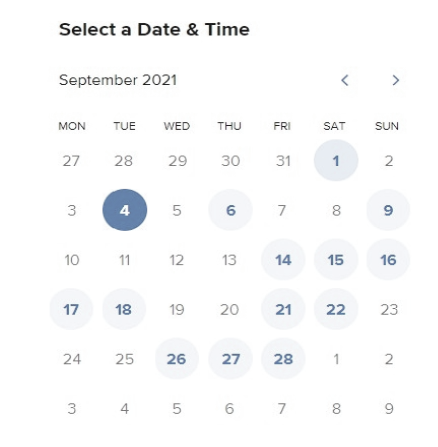 Select a Date & Time
September 2021
MON TUE WED THU FRI SAT SUN
27 28 29 30 31 1 2
3 4 5 6 7 8 9
10 11 12 13 14 15 16
17 18 19 20 21 22 23
24 25 26 27 28 1 2
3 4 5 6 7 8 9